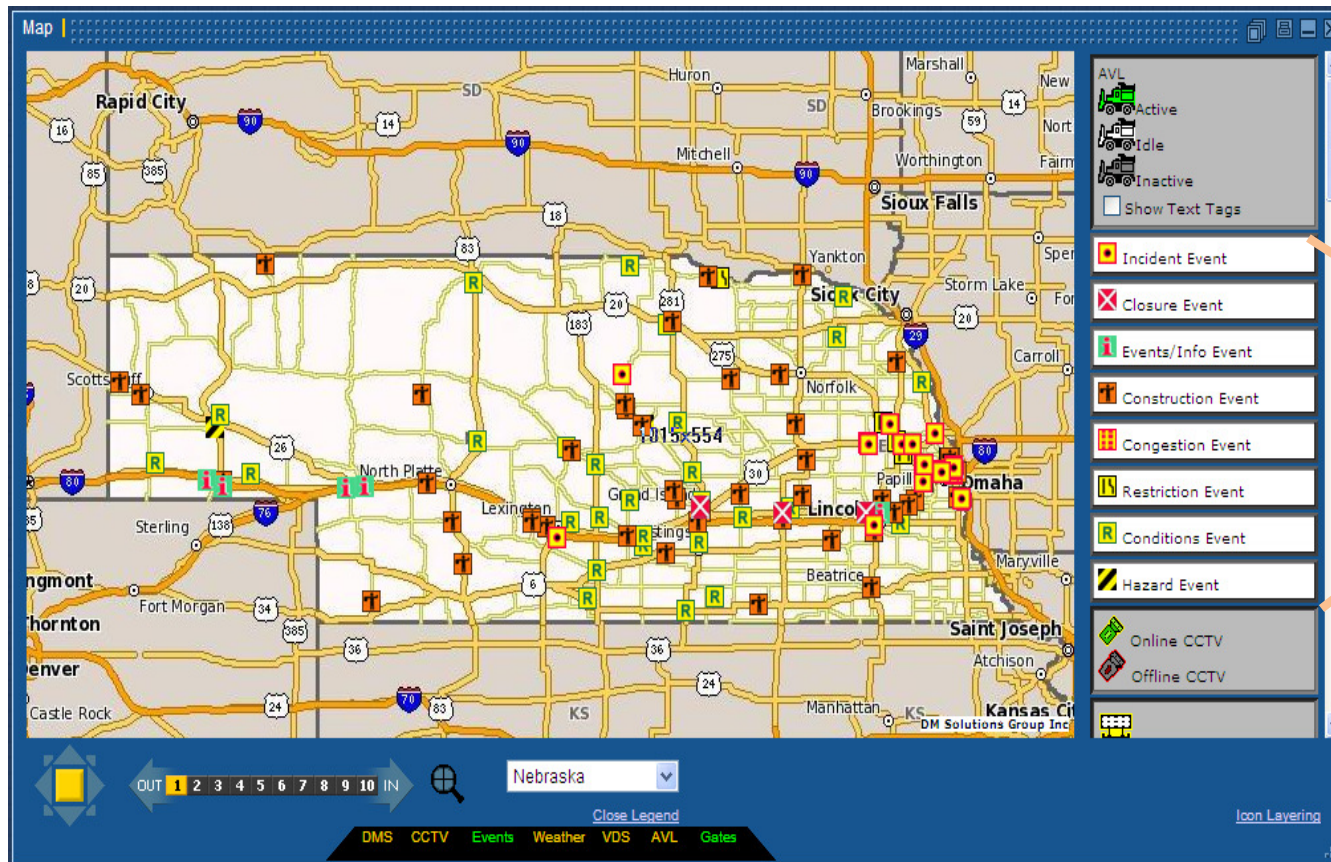 Map
Huron
Marshall
New
SD
SD
Rapid City
Brookings
14
90
14
59
16
Nort
90
Mitchell
Worthington
Fairm
85
385
90
Sioux Falls
18
83
Yankton
Spen
Storm Lake
For
20
Sioux City
20
281
20
183
29
275
Carroll
Scotts
Norfolk
1015x554
26
80
North Platte
30
80
Papill
Omaha
Grand Island
76
Lexington
Lincoln
Sterling
138
stings
Maryville
ngmont
6
Beatrice
Fort Morgan
34
hornton
385
Saint Joseph
36
36
Atchison
enver
24
70
83
24
Manhattan
Castle Rock
KS
KS
Kansas Cit
DM Solutions Group Inc
AVL
Active
Idle
Inactive
Show Text Tags
Incident Event
Closure Event
i Events/Info Event
Construction Event
Congestion Event
Restriction Event
R Conditions Event
Hazard Event
Online CCTV
Offline CCTV
OUT 1 2 3 4 5 6 7 8 9 10 IN
Nebraska
Close Legend
Icon Layering
DMS CCTV Events Weather VDS AVL Gates